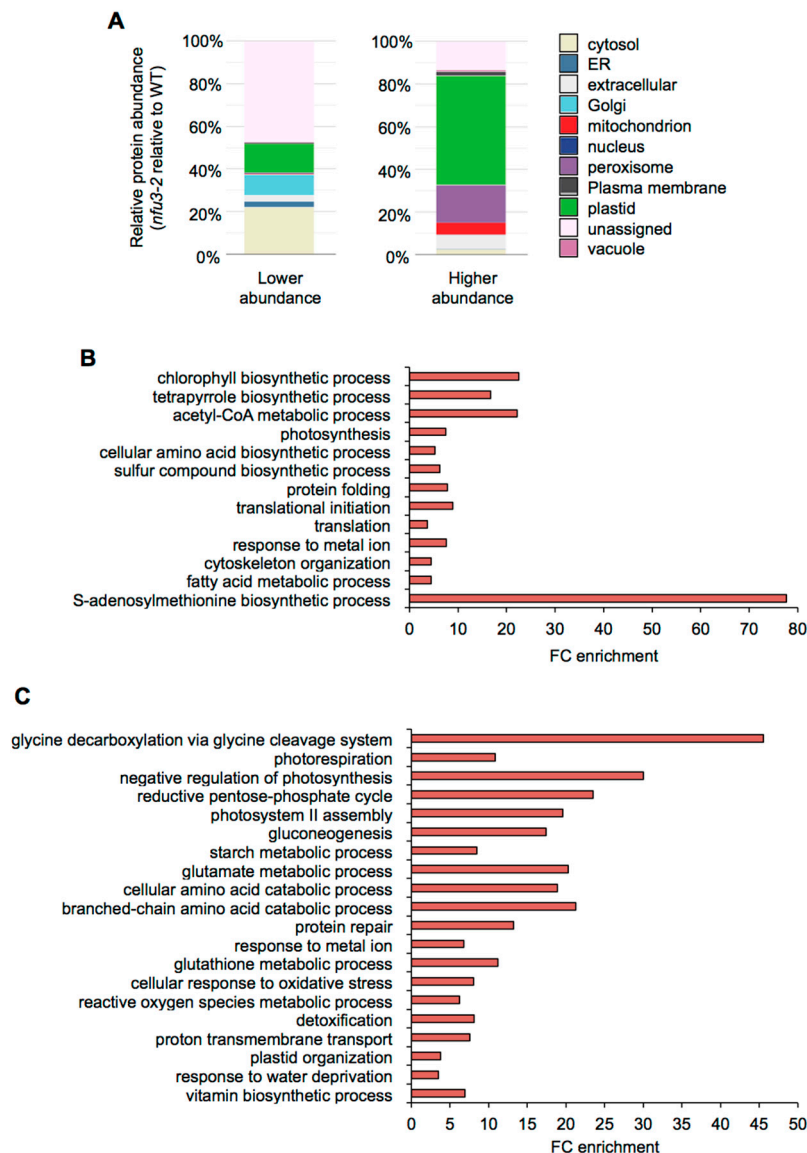 A
Relative protein abundance
(nfu3-2 relative to WT)
100%
80%
60%
40%
20%
0%
Lower
abundance
100%
80%
60%
40%
20%
0%
Higher
abundance
cytosol
ER
extracellular
Golgi
mitochondrion
nucleus
peroxisome
Plasma membrane
plastid
unassigned
vacuole
B
chlorophyll biosynthetic process
tetrapyrrole biosynthetic process
acetyl-CoA metabolic process
photosynthesis
cellular amino acid biosynthetic process
sulfur compound biosynthetic process
protein folding
translational initiation
translation
response to metal ion
cytoskeleton organization
fatty acid metabolic process
S-adenosylmethionine biosynthetic process
0 10 20 30 40 50 60 70 80
FC enrichment
C
glycine decarboxylation via glycine cleavage system
photorespiration
negative regulation of photosynthesis
reductive pentose-phosphate cycle
photosystem II assembly
gluconeogenesis
starch metabolic process
glutamate metabolic process
cellular amino acid catabolic process
branched-chain amino acid catabolic process
protein repair
response to metal ion
glutathione metabolic process
cellular response to oxidative stress
reactive oxygen species metabolic process
detoxification
proton transmembrane transport
plastid organization
response to water deprivation
vitamin biosynthetic process
0 5 10 15 20 25 30 35 40 45 50
FC enrichment